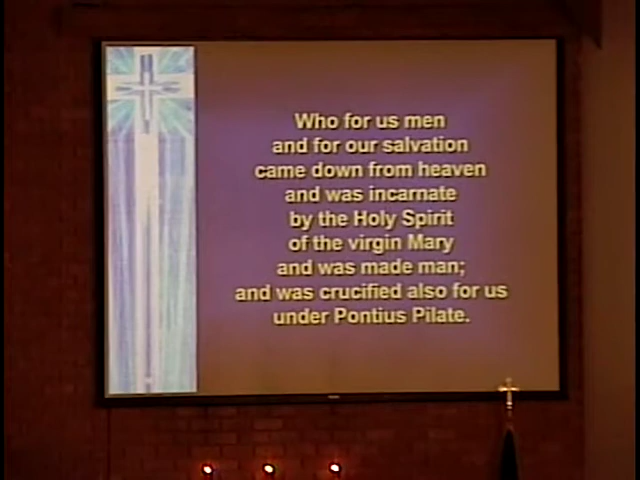 Who for us men
and for our salvation
came down from heaven
and was incarnate
by the Holy Spirit
of the virgin Mary
and was made man;
and was crucified also for us
under Pontius Pilate.